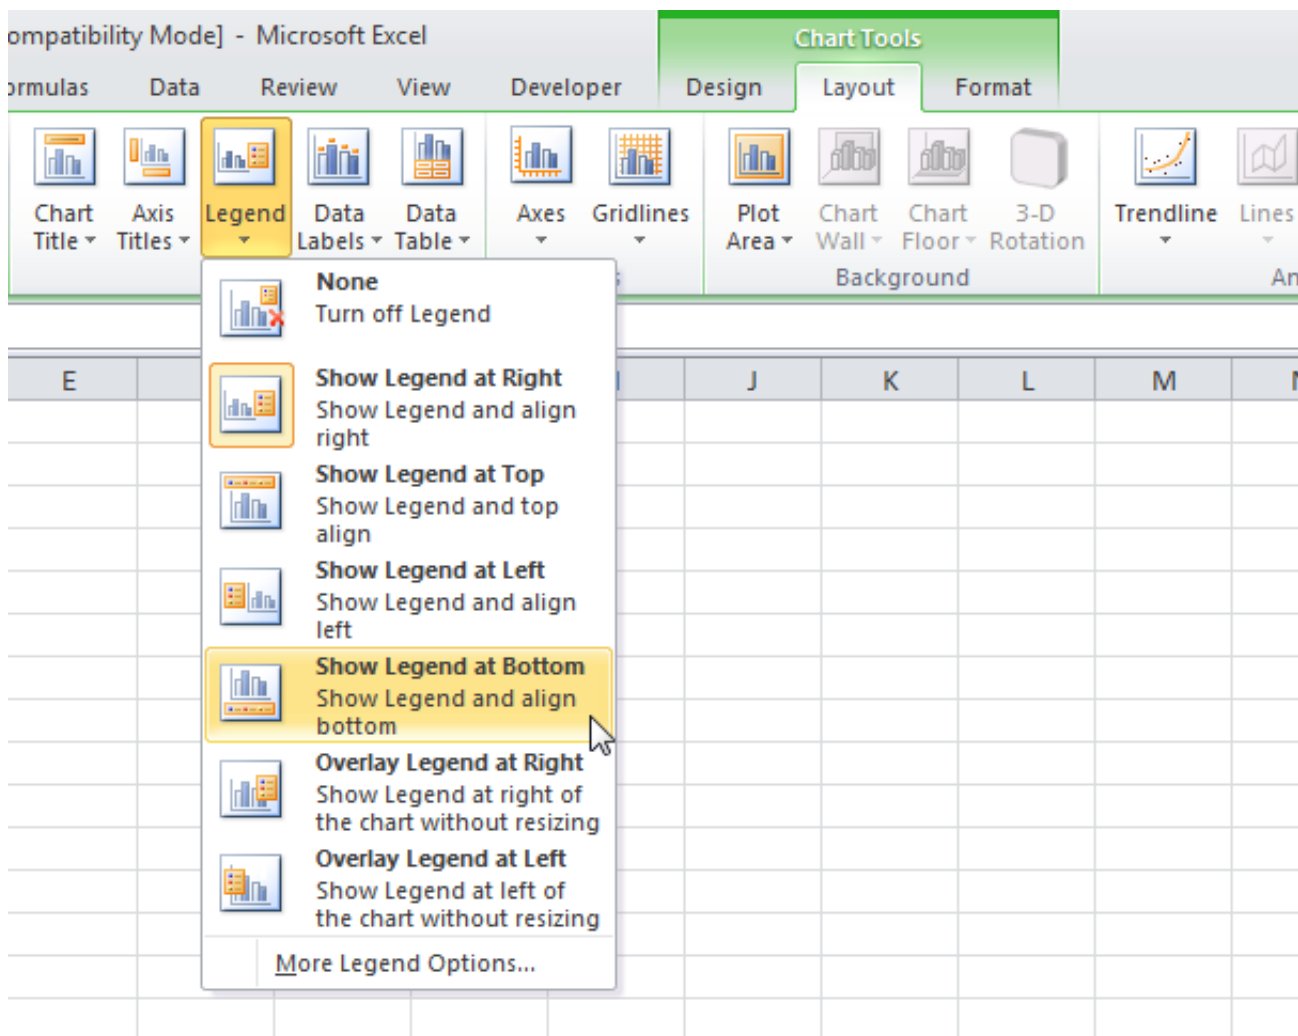 ompatibility Mode] - Microsoft Excel
Chart Tools
ormulas Data Review View Developer Design Layout Format
Chart Title
Axis Titles
Legend
Data Labels
Data Table
Axes
Gridlines
Plot Area
Chart Wall
Chart Floor
3-D Rotation
Trendline
Lines
Background
An
E J K L M
None
Turn off Legend
Show Legend at Right
Show Legend and align
right
Show Legend at Top
Show Legend and top
align
Show Legend at Left
Show Legend and align
left
Show Legend at Bottom
Show Legend and align
bottom
Overlay Legend at Right
Show Legend at right of
the chart without resizing
Overlay Legend at Left
Show Legend at left of
the chart without resizing
More Legend Options...